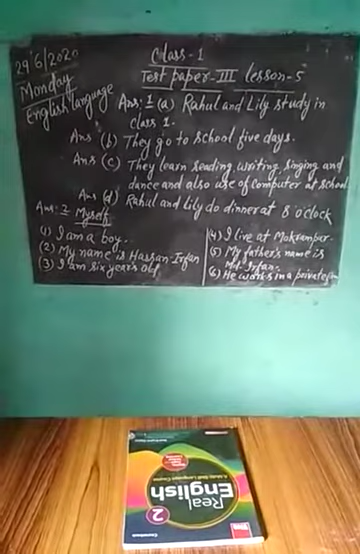 29/6/2020
Monday
English language
Class-1
Test paper-III lesson-5
Ans: 1 (a) Rahul and Lily study in
class 1.
Ans (b) They go to school five days.
Ans (c) They learn reading, writing, singing and
dance and also use of computer at school
Ans (d) Rahul and Lily do dinner at 8 o'clock
Ans: 2 Myself
(1) I am a boy.
(2) My name is Hassan Irfan
(3) I am six years old
(4) I live at Mokrampur.
(5) My father's name is
Md. Irfan.
(6) He works in a private
Real
English
2